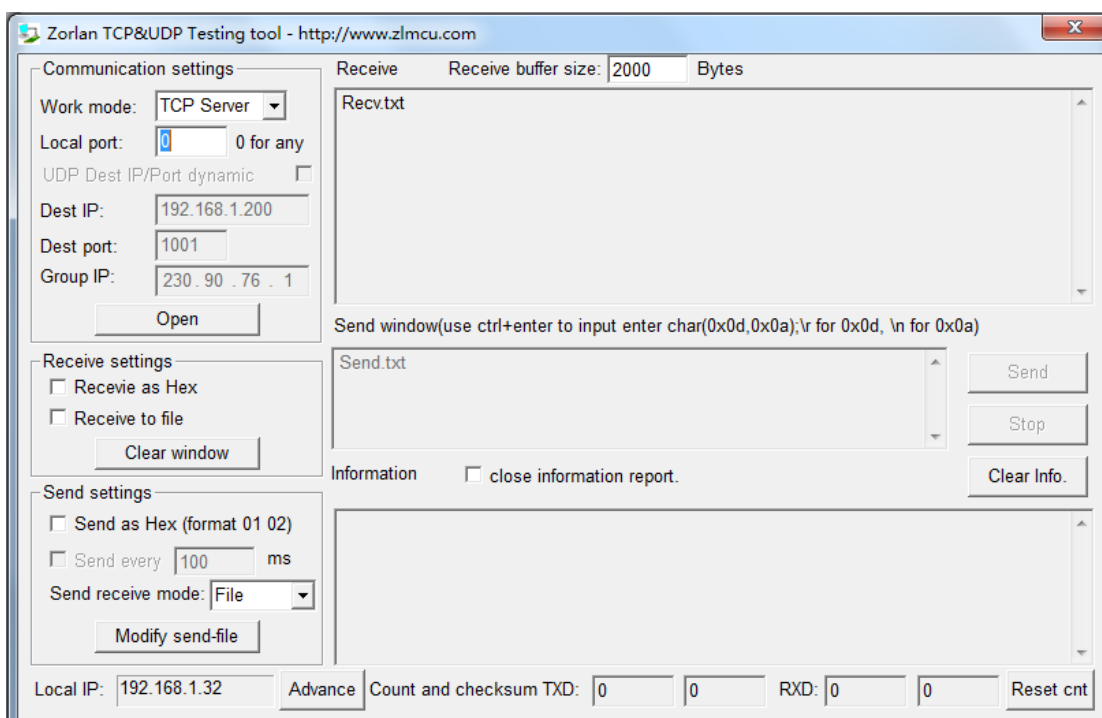 Zorlan TCP&UDP Testing tool - http://www.zlmcu.com
x
Communication settings
Work mode: TCP Server
Local port: 0 0 for any
UDP Dest IP/Port dynamic
Dest IP: 192.168.1.200
Dest port: 1001
Group IP: 230 . 90 . 76 . 1
Open
Receive settings
Recevie as Hex
Receive to file
Clear window
Send settings
Send as Hex (format 01 02)
Send every 100 ms
Send receive mode: File
Modify send-file
Receive Receive buffer size: 2000 Bytes
Recv.txt
Send window(use ctrl+enter to input enter char(0x0d,0x0a);\r for 0x0d, \n for 0x0a)
Send.txt
Send
Stop
Information close information report.
Clear Info.
Local IP: 192.168.1.32 Advance Count and checksum TXD: 0 0 RXD: 0 0 Reset cnt